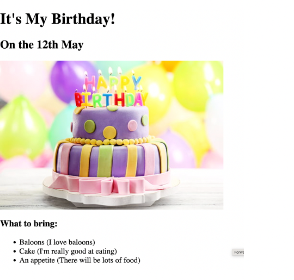 It's My Birthday!
On the 12th May
HAPPY
BIRTHDAY
What to bring:
Baloons (I love baloons)
Cake (I'm really good at eating)
An appetite (There will be lots of food)